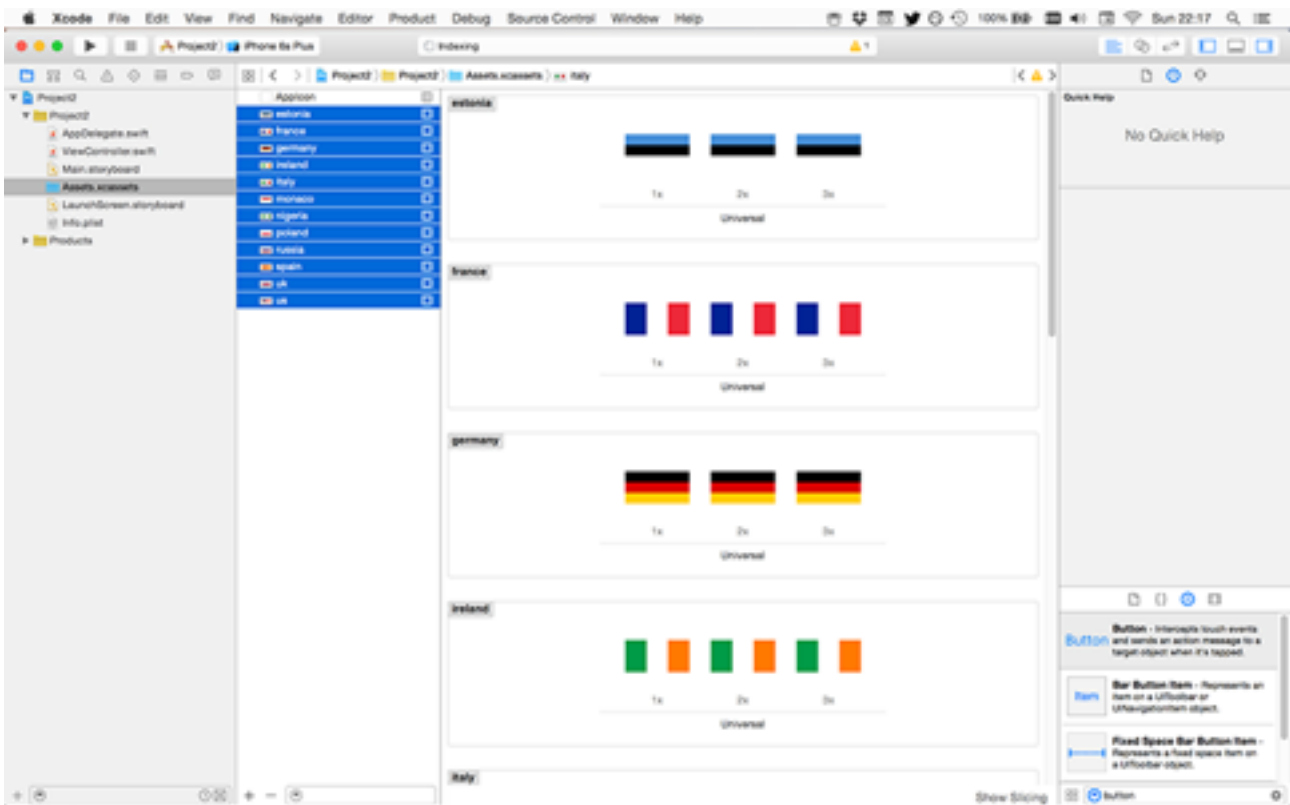 Xcode File Edit View Find Navigate Editor Product Debug Source Control Window Help 100% Sun 22:17
Project2 iPhone 6s Plus Indexing 1
Project2 Project2 Assets.xcassets italy
Project2
Project2
AppDelegate.swift
ViewController.swift
Main.storyboard
Assets.xcassets
LaunchScreen.storyboard
Info.plist
Products
AppIcon
estonia
france
germany
ireland
italy
monaco
nigeria
poland
russia
spain
uk
us
estonia
1x 2x 3x
Universal
france
1x 2x 3x
Universal
germany
1x 2x 3x
Universal
ireland
1x 2x 3x
Universal
italy
Show Slicing
Quick Help
No Quick Help
Button
Button - Intercepts touch events
and sends an action message to a
target object when it's tapped.
Item
Bar Button Item - Represents an
item on a UIToolbar or
UINavigationItem object.
Fixed Space Bar Button Item -
Represents a fixed space item on
a UIToolbar object.
button